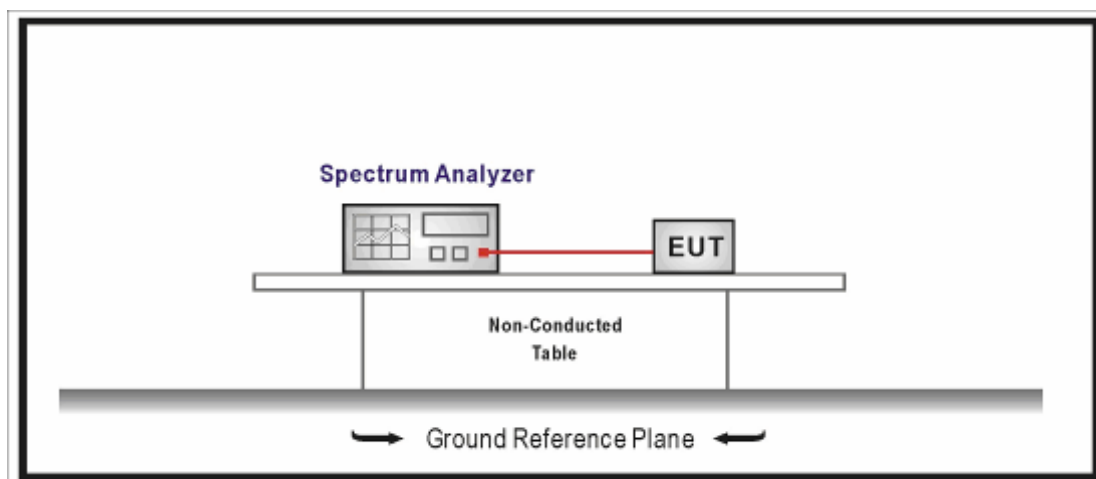 Spectrum Analyzer
EUT
Non-Conducted
Table
Ground Reference Plane